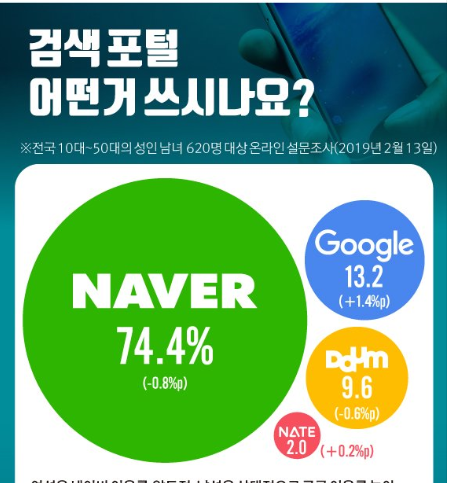 검색 포털
어떤거 쓰시나요?
※전국 10대~50대의 성인 남녀 620명 대상 온라인 설문조사(2019년 2월 13일)
NAVER
74.4%
(-0.8%p)
Google
13.2
(+1.4%p)
Daum
9.6
(-0.6%p)
NATE
2.0 (+0.2%p)